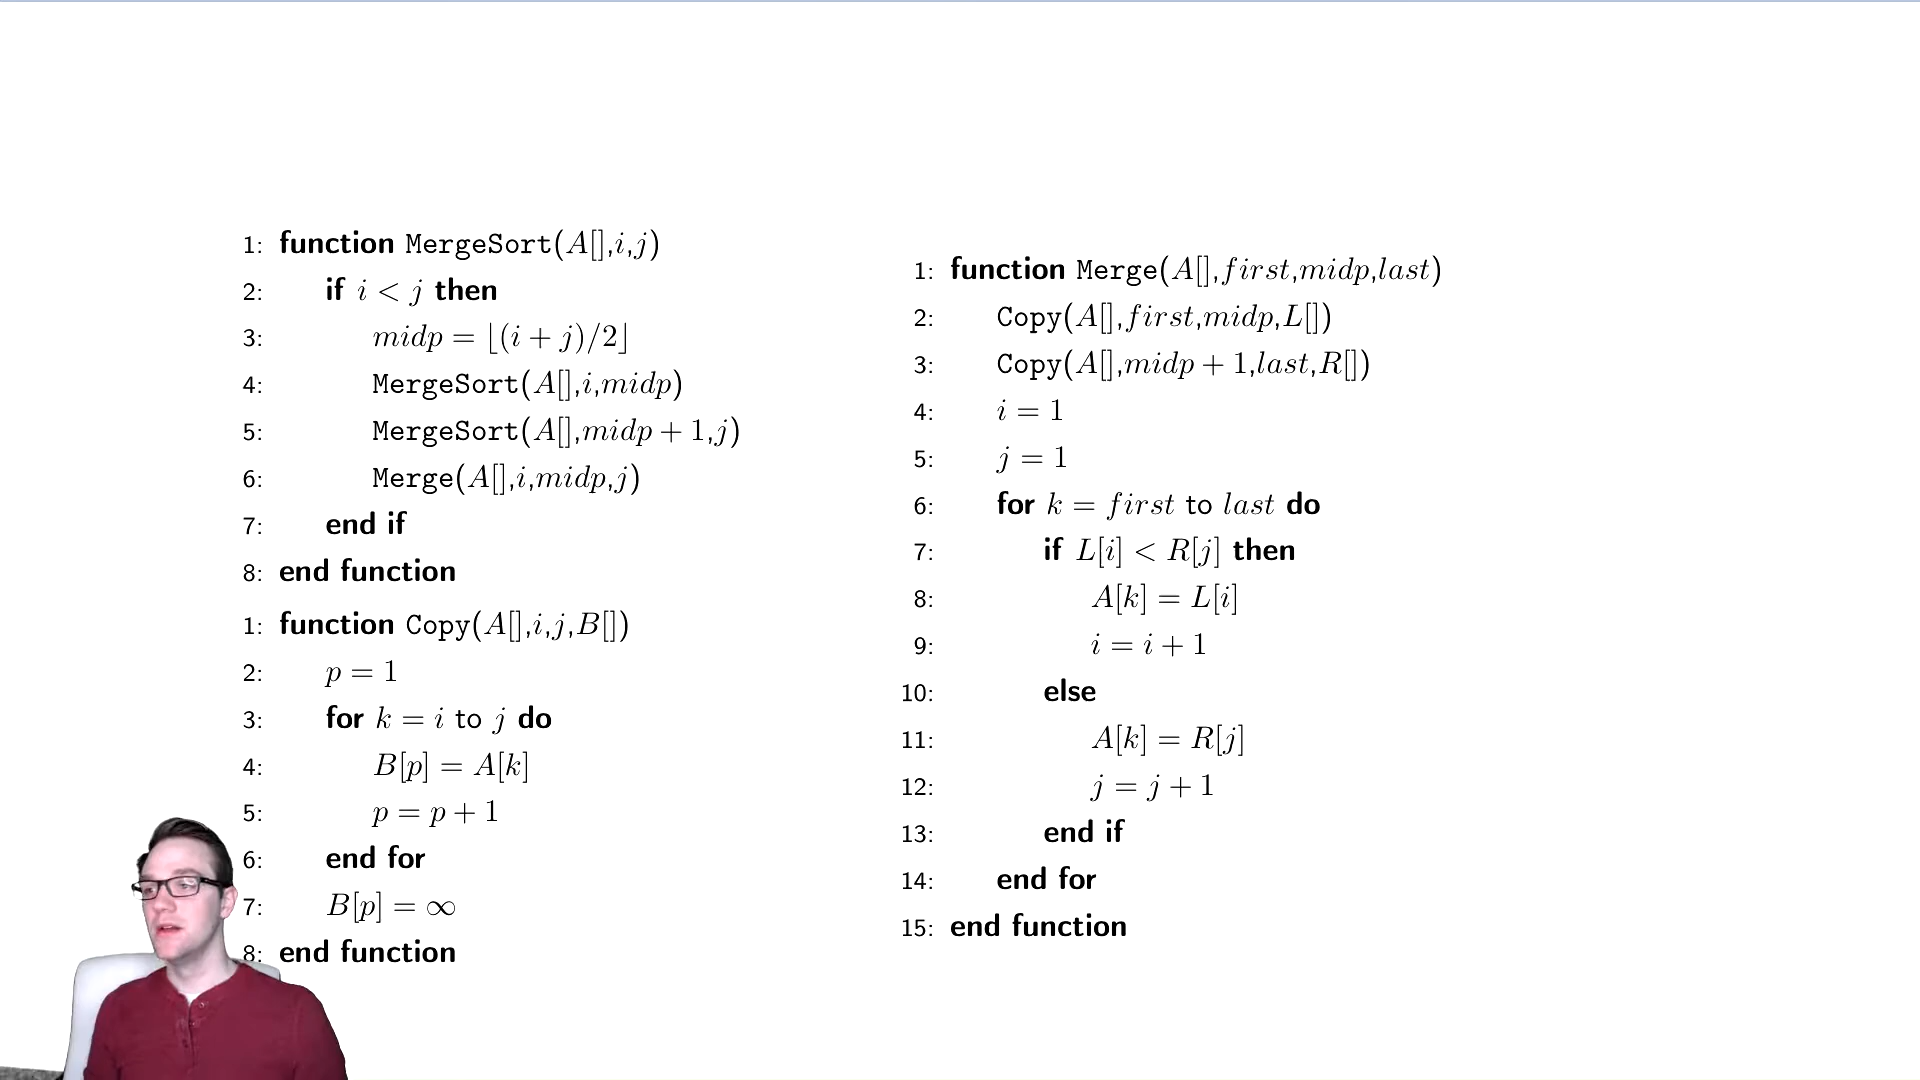 1: function MergeSort(A[],i,j)
2: if i < j then
3: midp = ⌊(i + j)/2⌋
4: MergeSort(A[],i,midp)
5: MergeSort(A[],midp + 1,j)
6: Merge(A[],i,midp,j)
7: end if
8: end function
1: function Copy(A[],i,j,B[])
2: p = 1
3: for k = i to j do
4: B[p] = A[k]
5: p = p + 1
6: end for
7: B[p] = ∞
8: end function
1: function Merge(A[],first,midp,last)
2: Copy(A[],first,midp,L[])
3: Copy(A[],midp + 1,last,R[])
4: i = 1
5: j = 1
6: for k = first to last do
7: if L[i] < R[j] then
8: A[k] = L[i]
9: i = i + 1
10: else
11: A[k] = R[j]
12: j = j + 1
13: end if
14: end for
15: end function